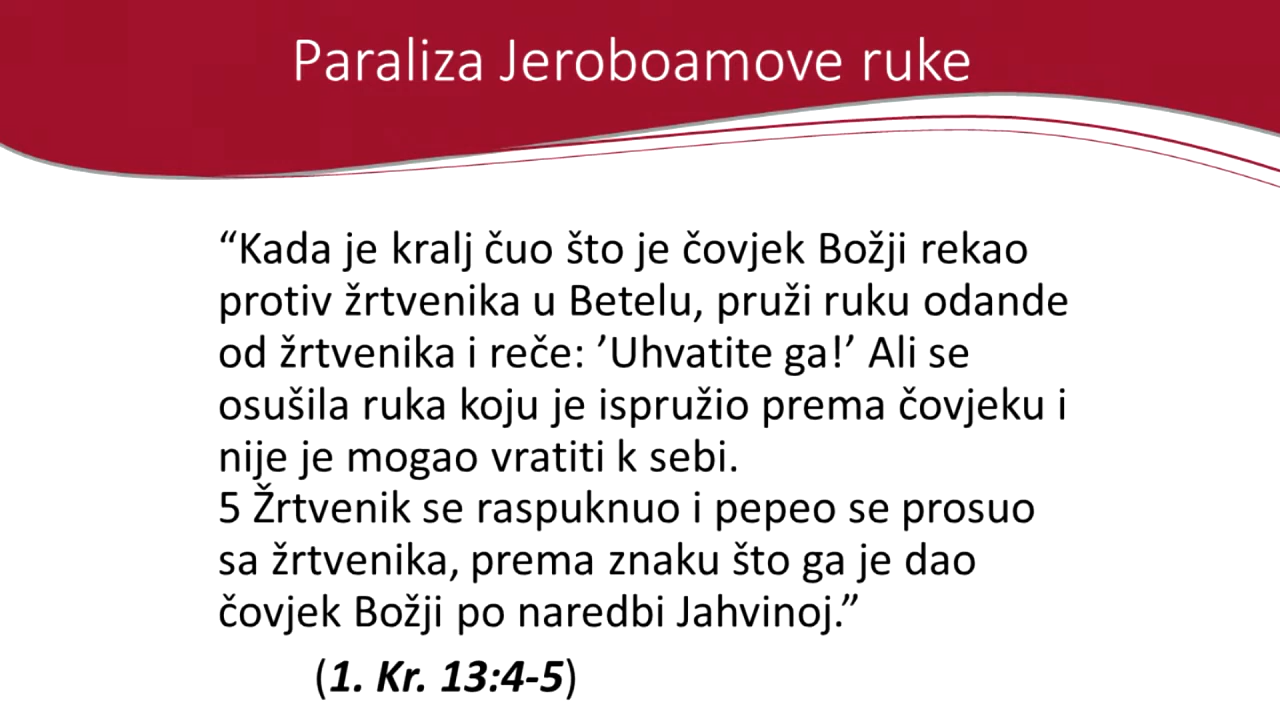 Paraliza Jeroboamove ruke
“Kada je kralj čuo što je čovjek Božji rekao
protiv žrtvenika u Betelu, pruži ruku odande
od žrtvenika i reče: ’Uhvatite ga!’ Ali se
osušila ruka koju je ispružio prema čovjeku i
nije je mogao vratiti k sebi.
5 Žrtvenik se raspuknuo i pepeo se prosuo
sa žrtvenika, prema znaku što ga je dao
čovjek Božji po naredbi Jahvinoj.”
(1. Kr. 13:4-5)